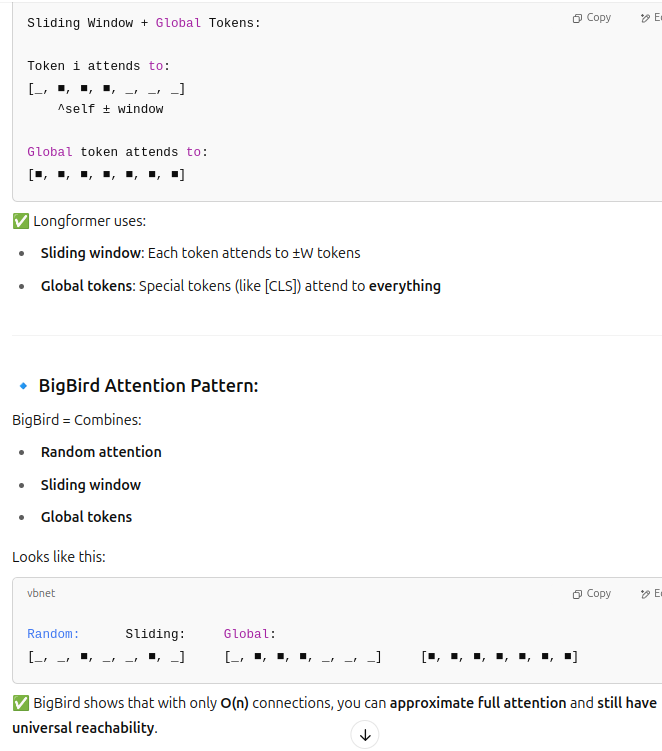 Sliding Window + Global Tokens:
Copy
E
Token i attends to:
[_, ■, ■, ■, _, _, _]
^self ± window
Global token attends to:
[■, ■, ■, ■, ■, ■, ■]
✅ Longformer uses:
• Sliding window: Each token attends to ±W tokens
• Global tokens: Special tokens (like [CLS]) attend to everything
🔹 BigBird Attention Pattern:
BigBird = Combines:
• Random attention
• Sliding window
• Global tokens
Looks like this:
vbnet
Copy
E
Random: Sliding: Global:
[_, _, ■, _, _, ■, _] [_, ■, ■, ■, _, _, _] [■, ■, ■, ■, ■, ■, ■]
✅ BigBird shows that with only O(n) connections, you can approximate full attention and still have
universal reachability.